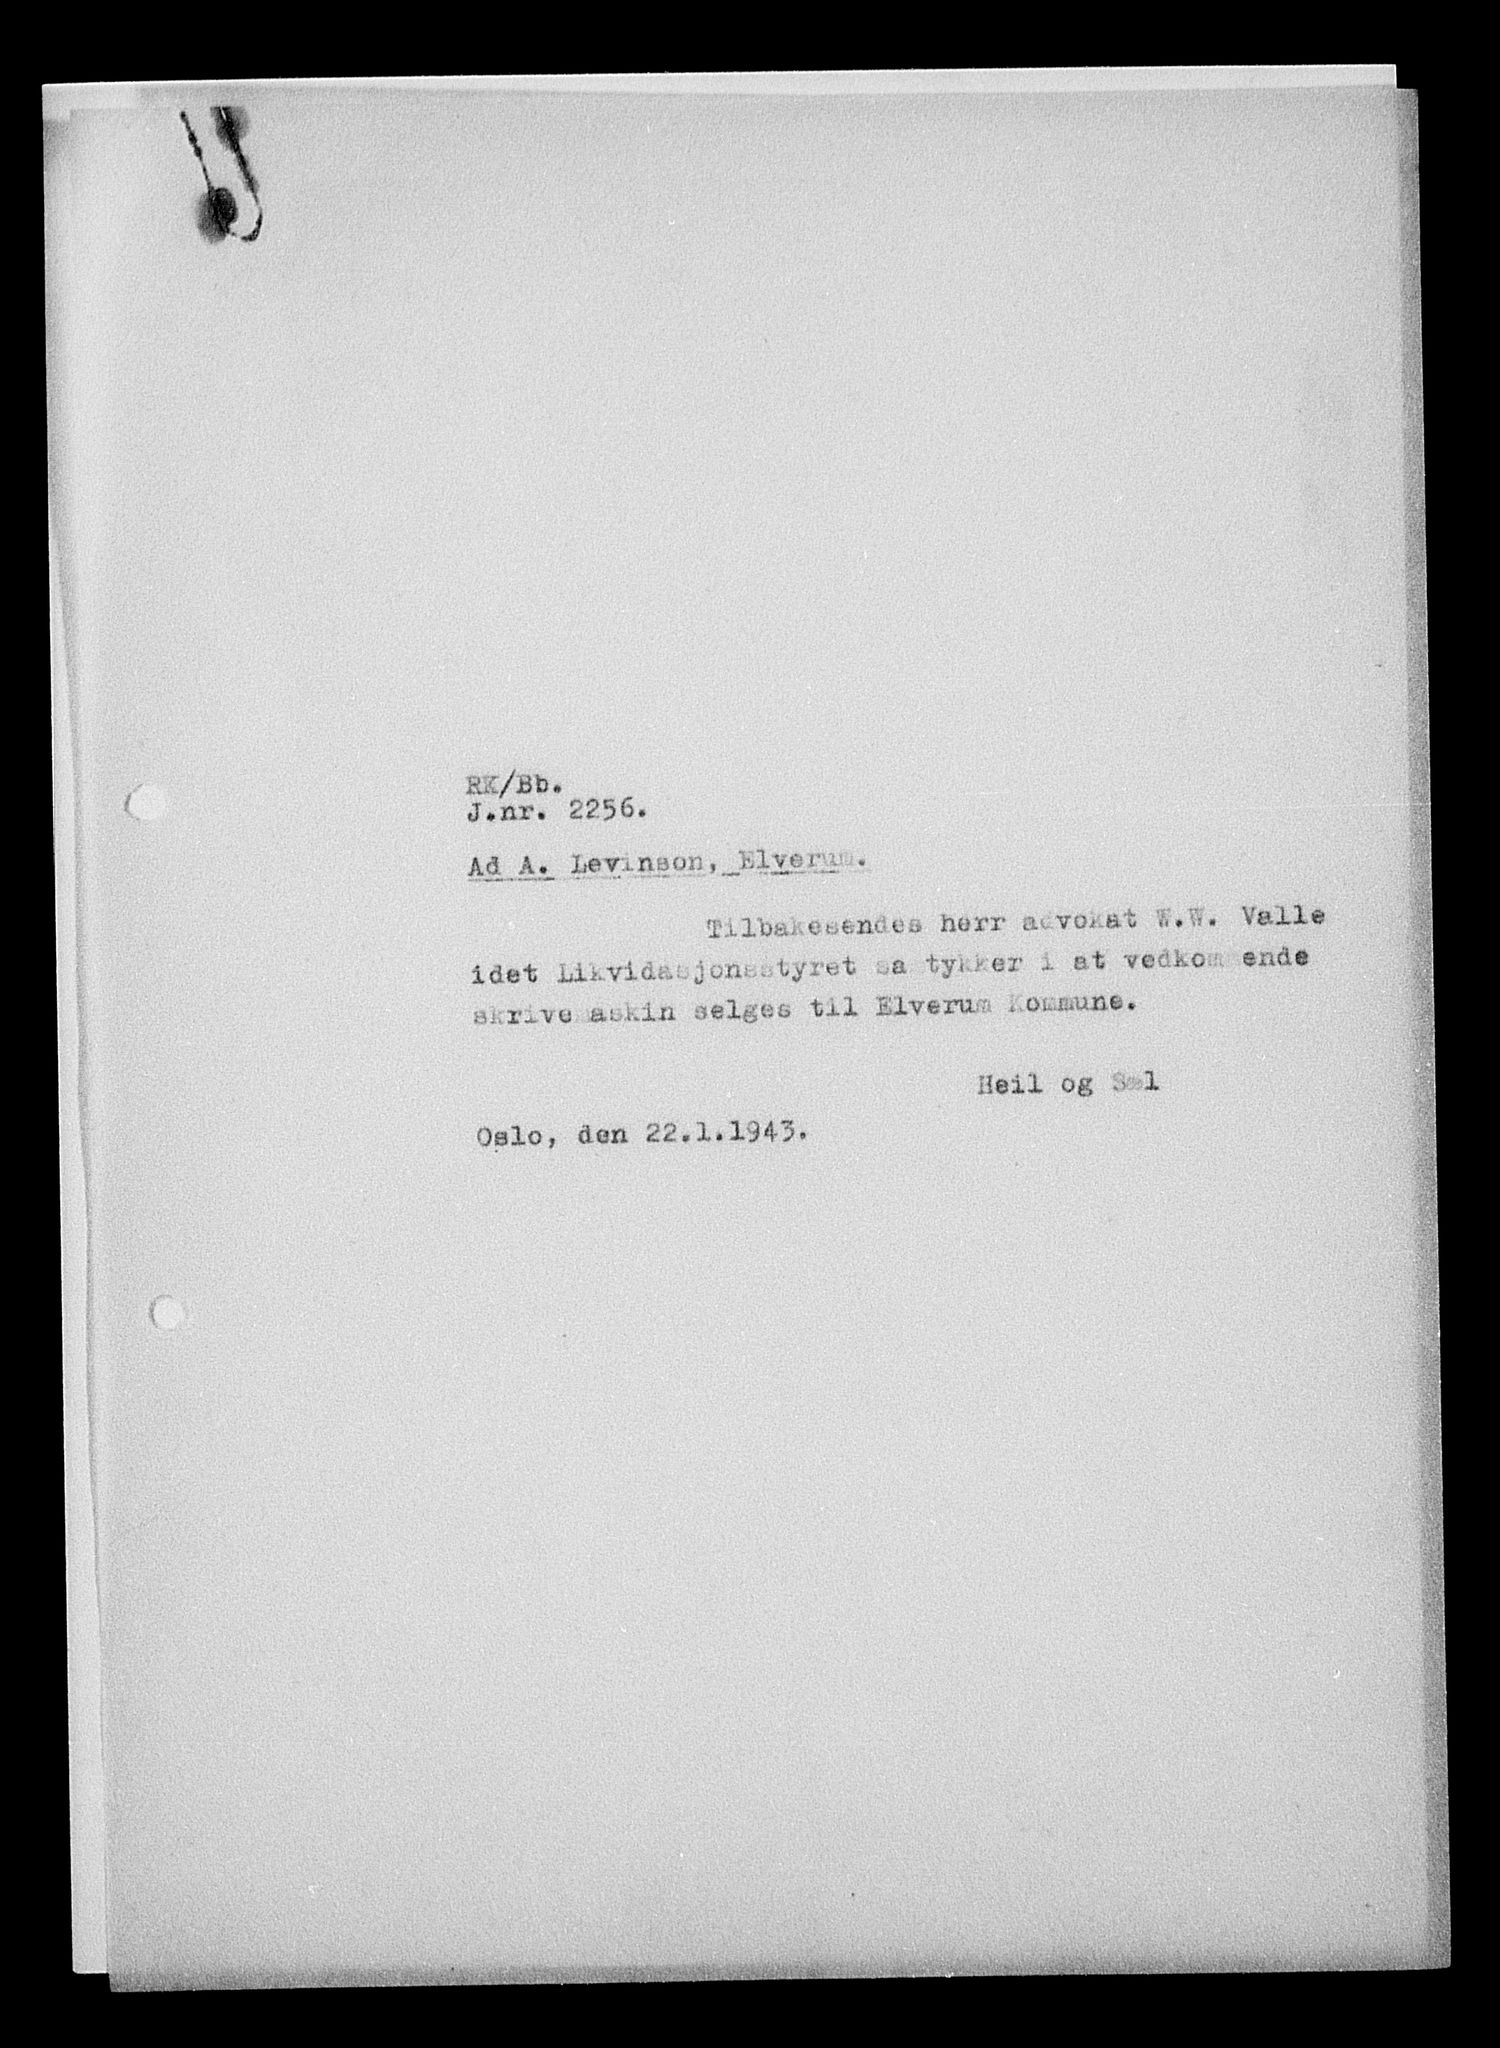 RK/Bb.
J.nr. 2256.
Ad A. Levinson, Elverum.
Tilbakesendes herr advokat W.W. Valle
idet Likvidasjonsstyret samtykker i at vedkommende
skrivemaskin selges til Elverum Kommune.
Heil og Sæl
Oslo, den 22.1.1943.